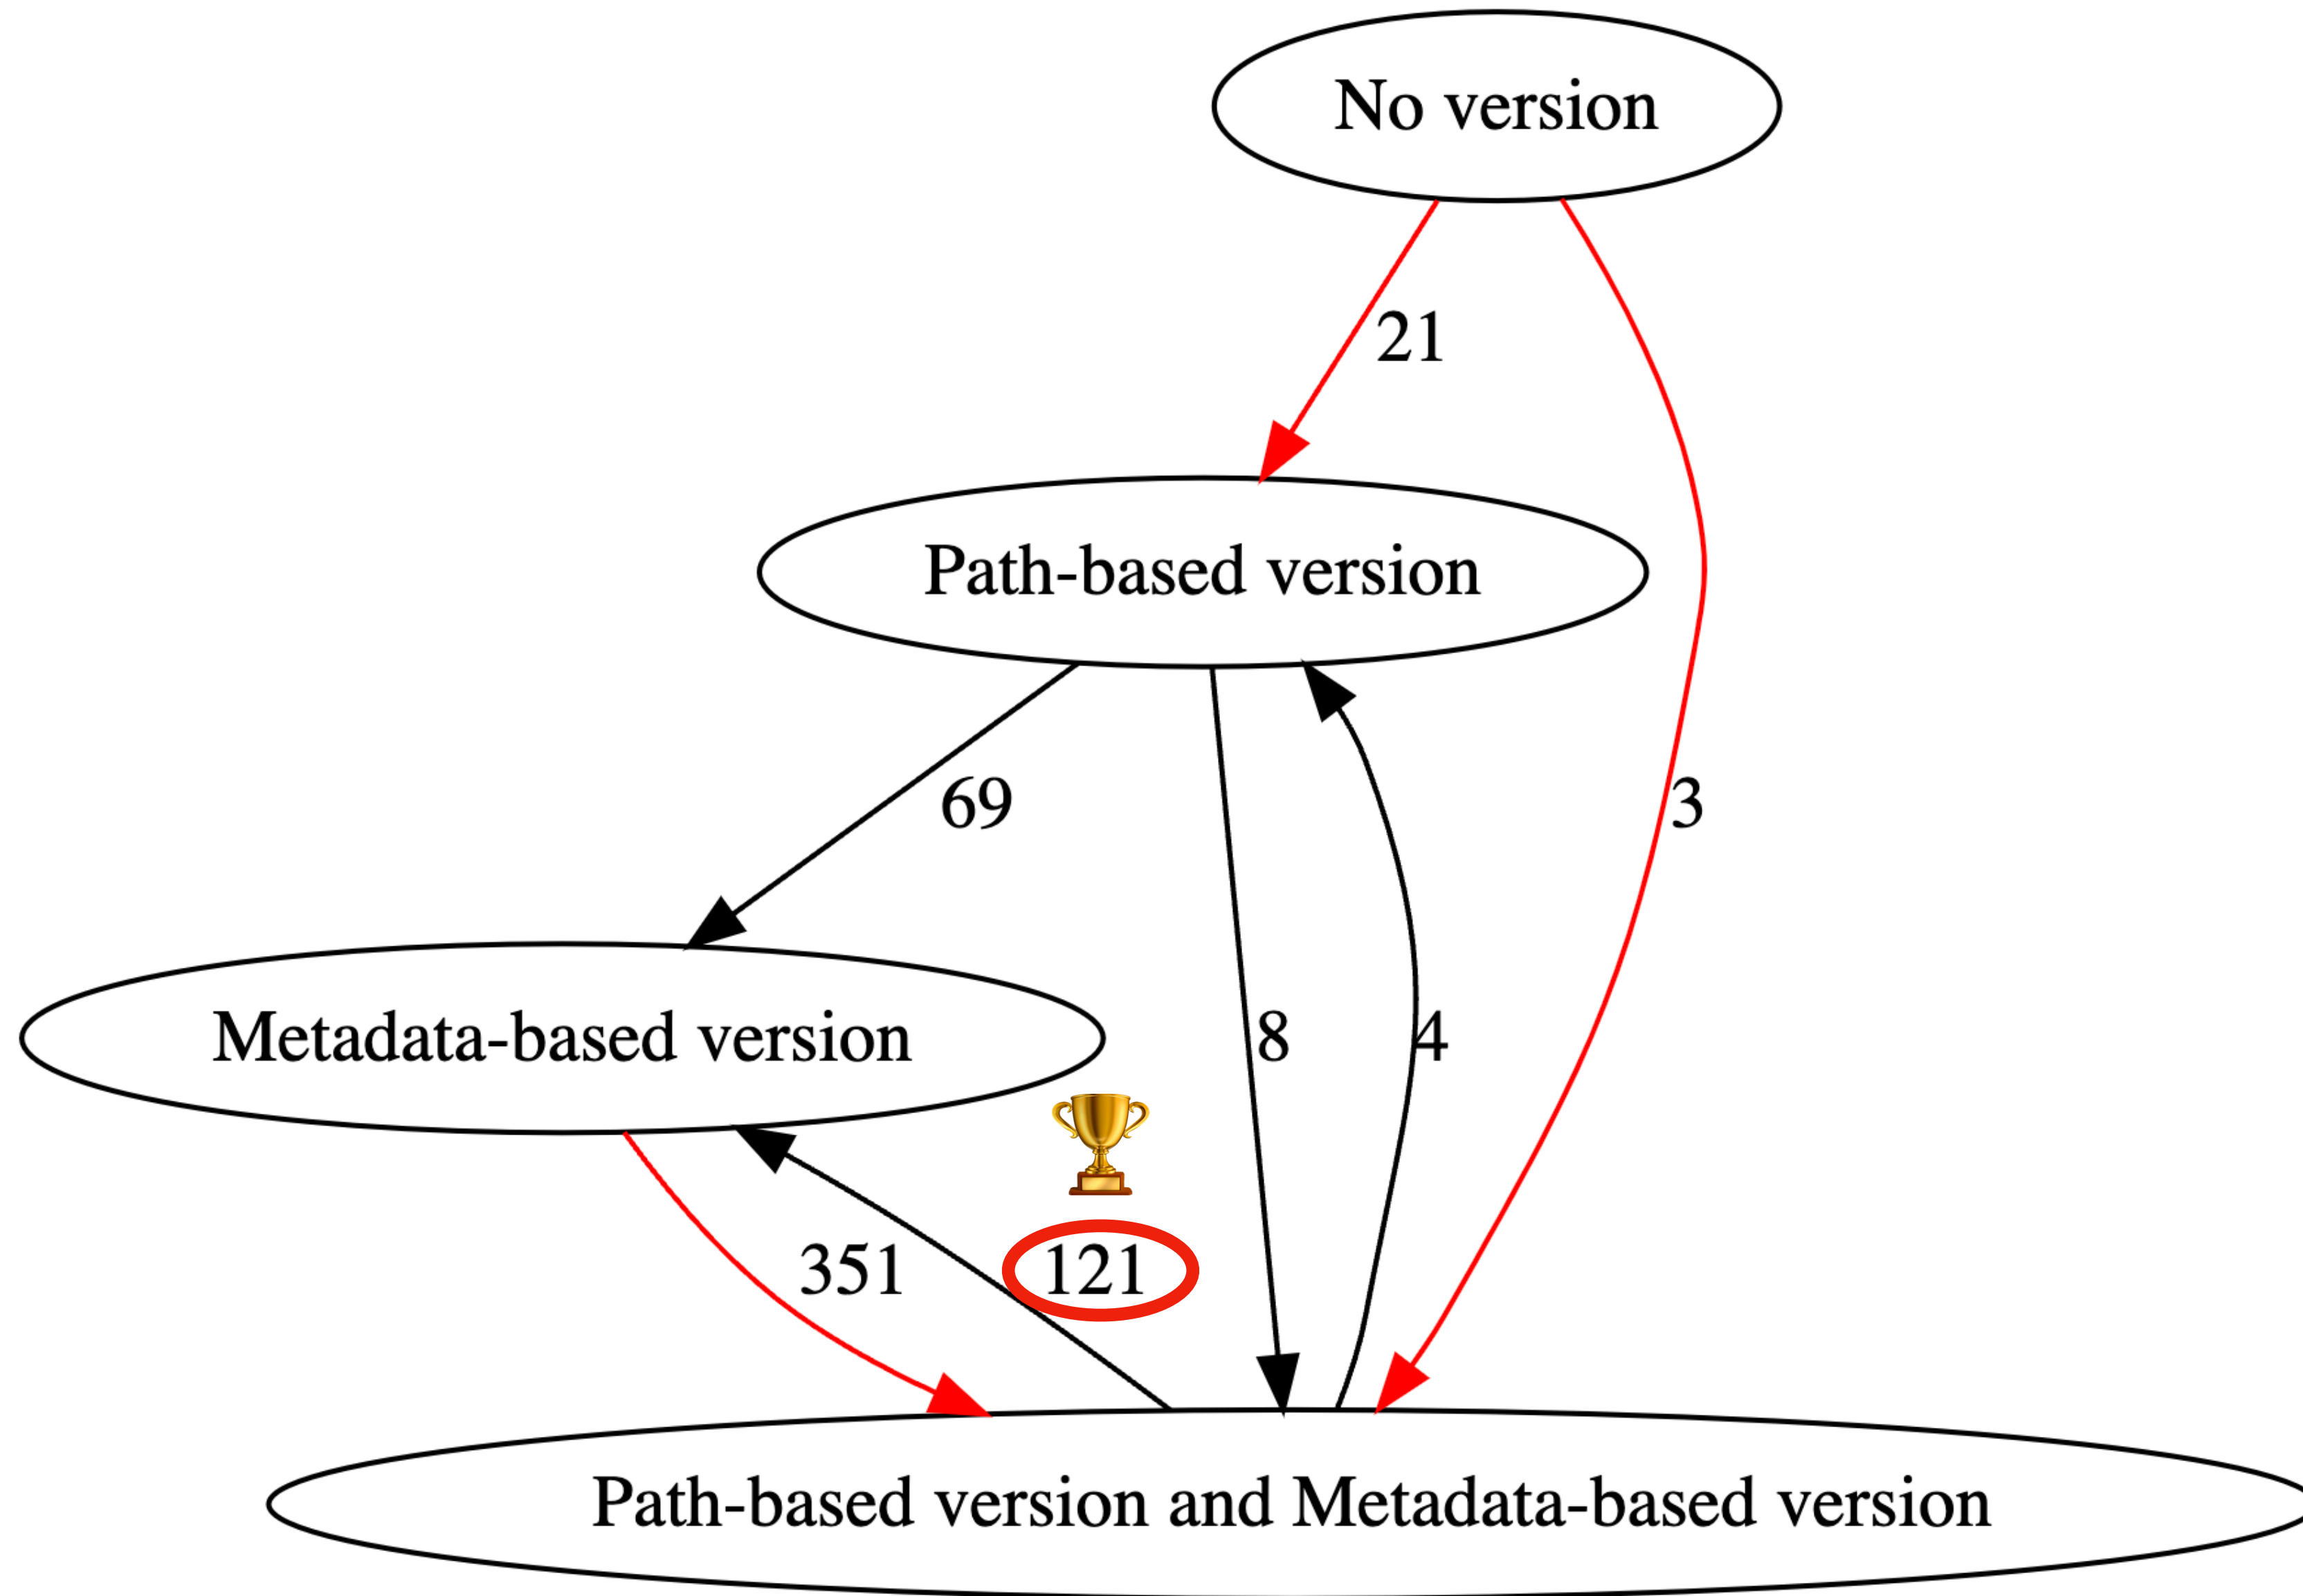 No version
21
Path-based version
69
3
Metadata-based version
8
4
351
121
Path-based version and Metadata-based version